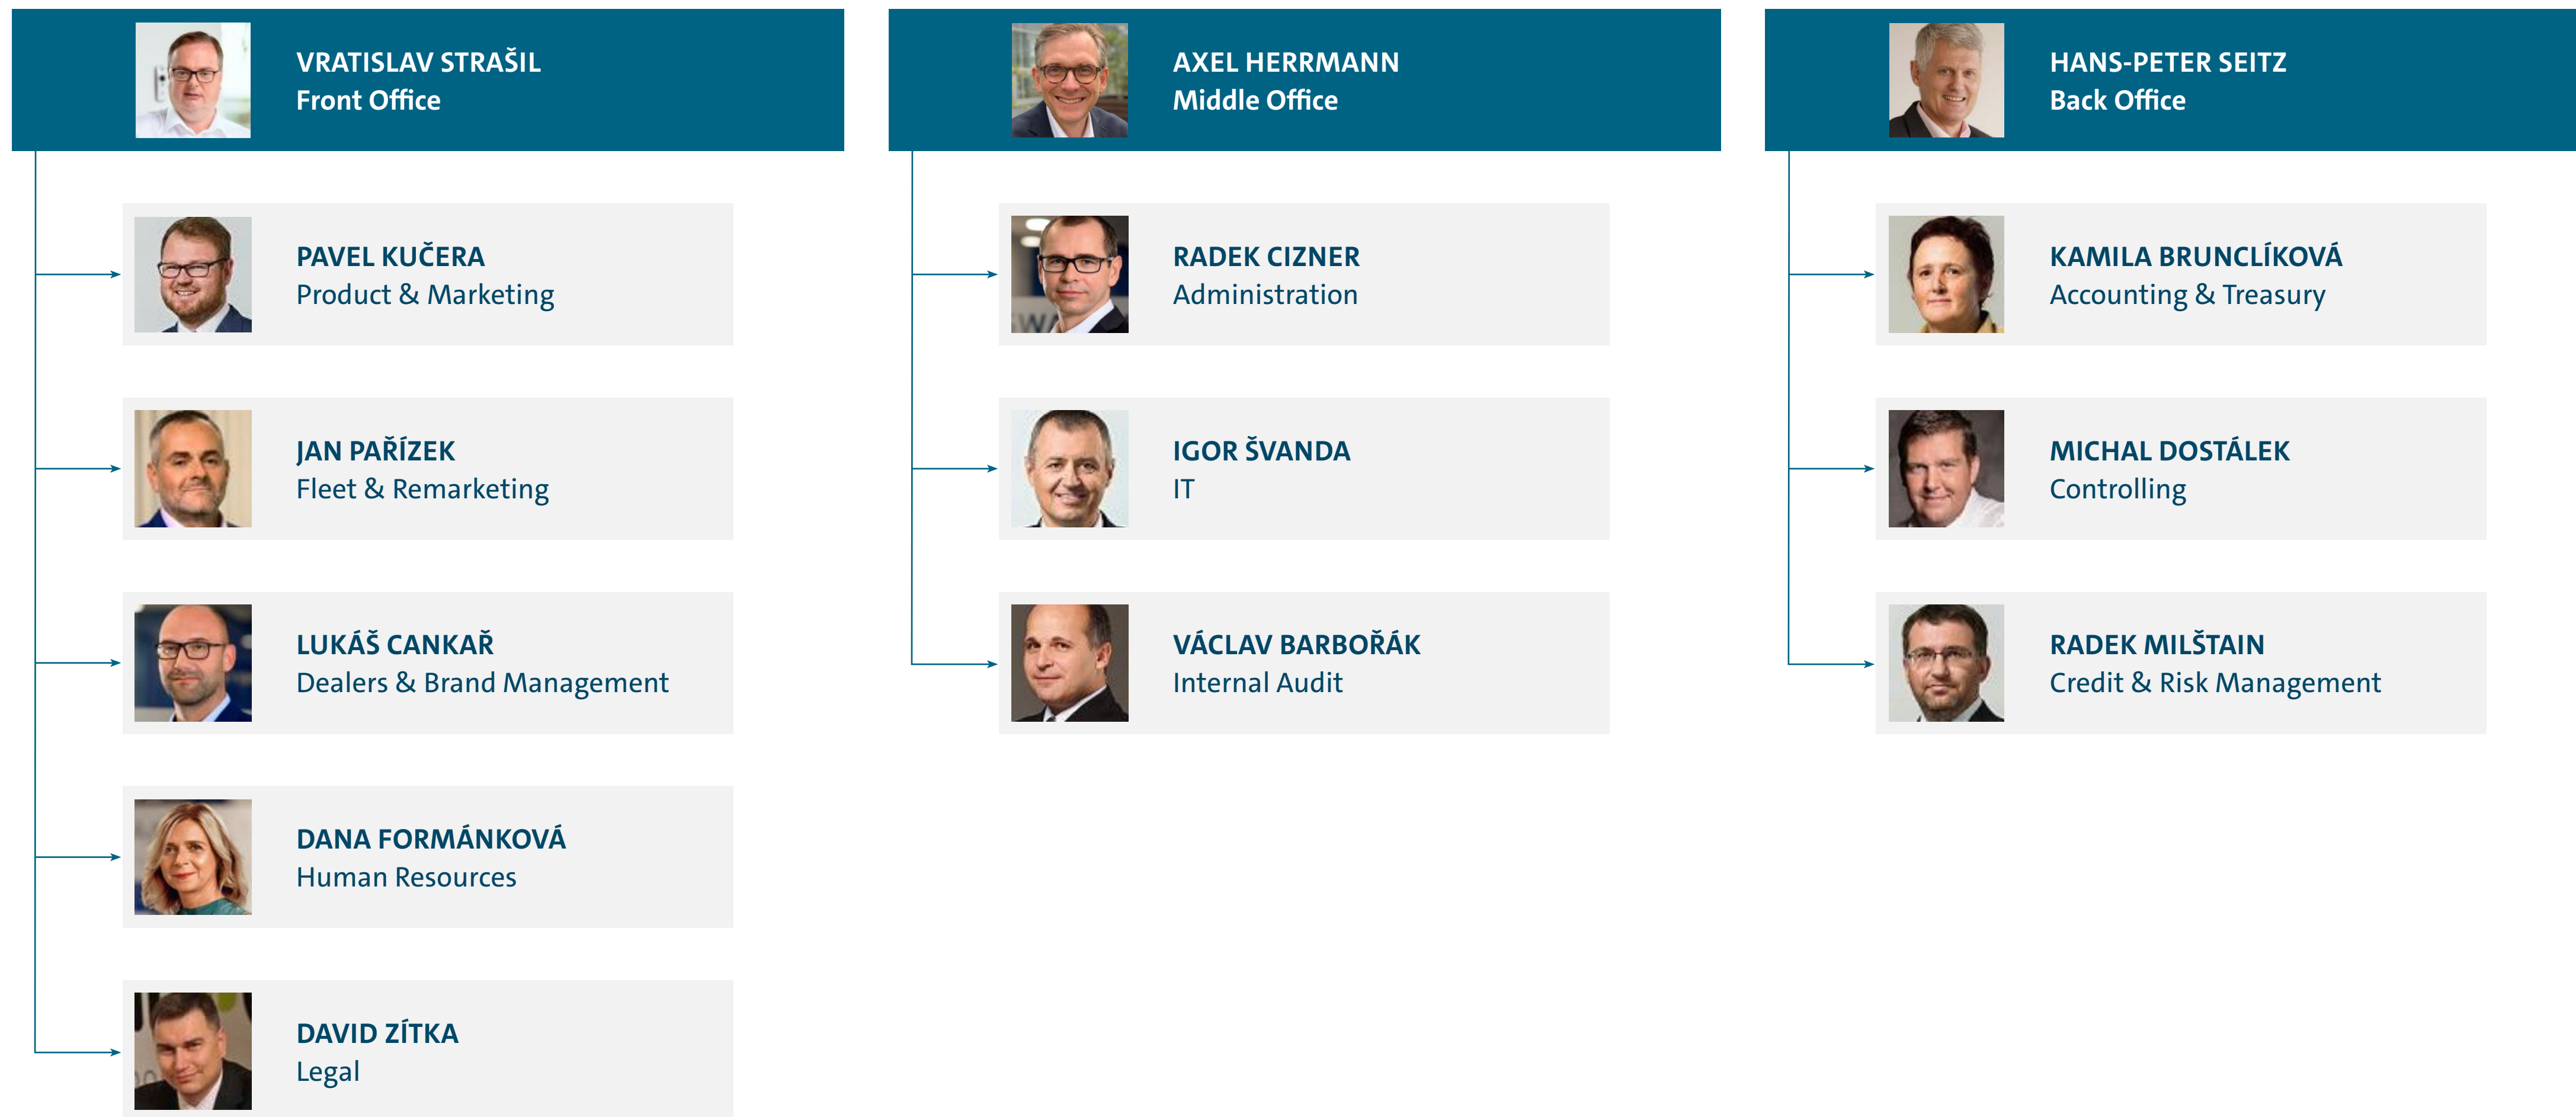 VRATISLAV STRAŠIL
Front Office
PAVEL KUČERA
Product & Marketing
JAN PAŘÍZEK
Fleet & Remarketing
LUKÁŠ CANKAŘ
Dealers & Brand Management
DANA FORMÁNKOVÁ
Human Resources
DAVID ZÍTKA
Legal
AXEL HERRMANN
Middle Office
RADEK CIZNER
Administration
IGOR ŠVANDA
IT
VÁCLAV BARBOŘÁK
Internal Audit
HANS-PETER SEITZ
Back Office
KAMILA BRUNCLÍKOVÁ
Accounting & Treasury
MICHAL DOSTÁLEK
Controlling
RADEK MILŠTAIN
Credit & Risk Management